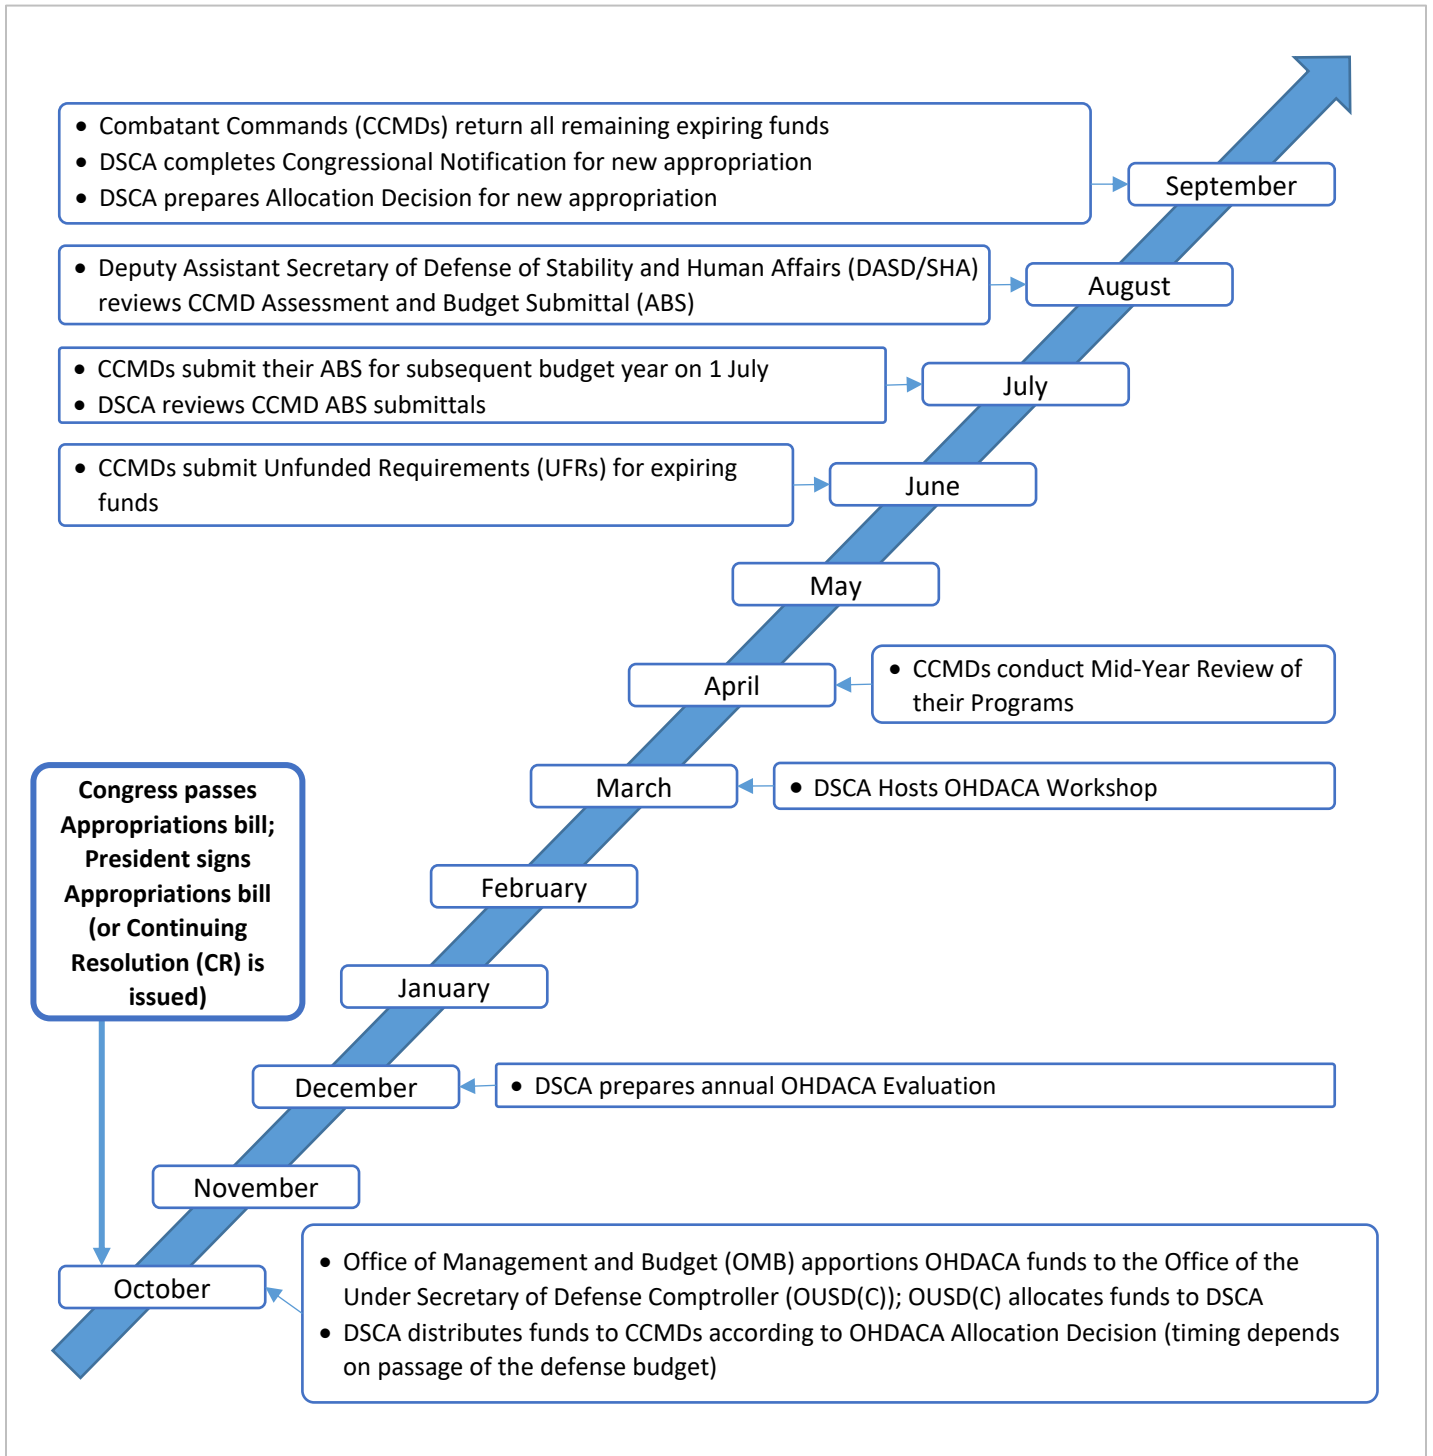 • Combatant Commands (CCMDs) return all remaining expiring funds
• DSCA completes Congressional Notification for new appropriation
• DSCA prepares Allocation Decision for new appropriation
September
• Deputy Assistant Secretary of Defense of Stability and Human Affairs (DASD/SHA)
reviews CCMD Assessment and Budget Submittal (ABS)
August
• CCMDs submit their ABS for subsequent budget year on 1 July
• DSCA reviews CCMD ABS submittals
July
• CCMDs submit Unfunded Requirements (UFRs) for expiring
funds
June
May
April
• CCMDs conduct Mid-Year Review of
their Programs
March
• DSCA Hosts OHDACA Workshop
Congress passes
Appropriations bill;
President signs
Appropriations bill
(or Continuing
Resolution (CR) is
issued)
February
January
December
• DSCA prepares annual OHDACA Evaluation
November
October
• Office of Management and Budget (OMB) apportions OHDACA funds to the Office of the
Under Secretary of Defense Comptroller (OUSD(C)); OUSD(C) allocates funds to DSCA
• DSCA distributes funds to CCMDs according to OHDACA Allocation Decision (timing depends
on passage of the defense budget)